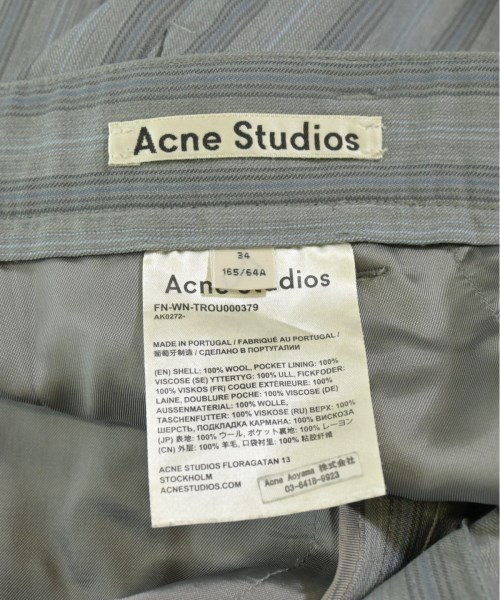 Acne Studios
34
165/64A
Acne Studios
FN-WN-TROU000379
AK0272-
MADE IN PORTUGAL / FABRIQUÉ AU PORTUGAL /
葡萄牙制造 / СДЕЛАНО В ПОРТУГАЛИИ
(EN) SHELL: 100% WOOL, POCKET LINING: 100%
VISCOSE (SE) YTTERTYG: 100% ULL, FICKFODER:
100% VISKOS (FR) COQUE EXTÉRIEURE: 100%
LAINE, DOUBLURE POCHE: 100% VISCOSE (DE)
AUSSENMATERIAL: 100% WOLLE,
TASCHENFUTTER: 100% VISKOSE (RU) ВЕРХ: 100%
ШЕРСТЬ, ПОДКЛАДКА КАРМАНА: 100% ВИСКОЗА
(JP) 表地: 100% ウール, ポケット裏地: 100% レーヨン
(CN) 外层: 100% 羊毛, 口袋衬里: 100% 粘胶纤维
ACNE STUDIOS FLORAGATAN 13
STOCKHOLM
ACNESTUDIOS.COM
Acne Aoyama 株式会社
03-6418-9923